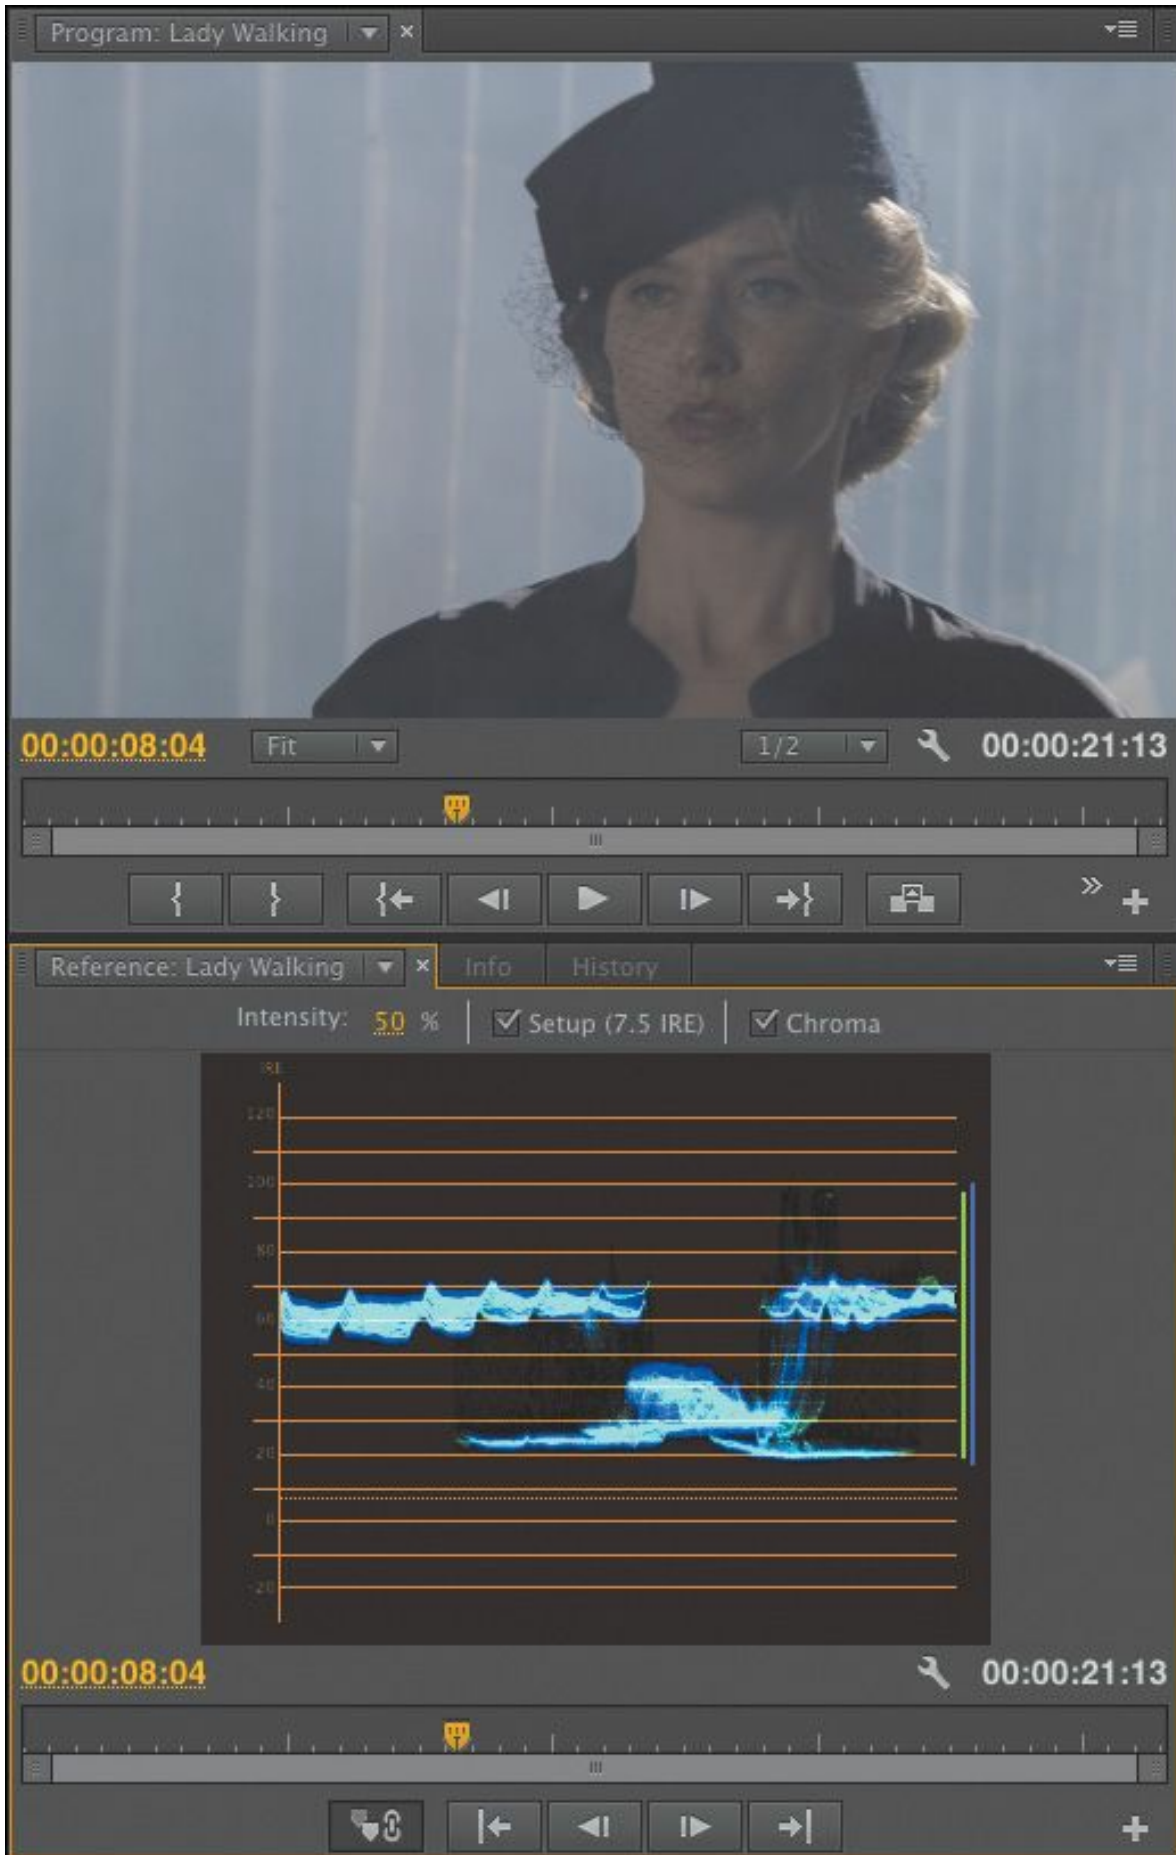 Program: Lady Walking
00:00:08:04
Fit
1/2
00:00:21:13
Reference: Lady Walking
Info
History
Intensity: 50 %
Setup (7.5 IRE)
Chroma
IRE
120
100
80
60
40
20
0
-20
00:00:08:04
00:00:21:13